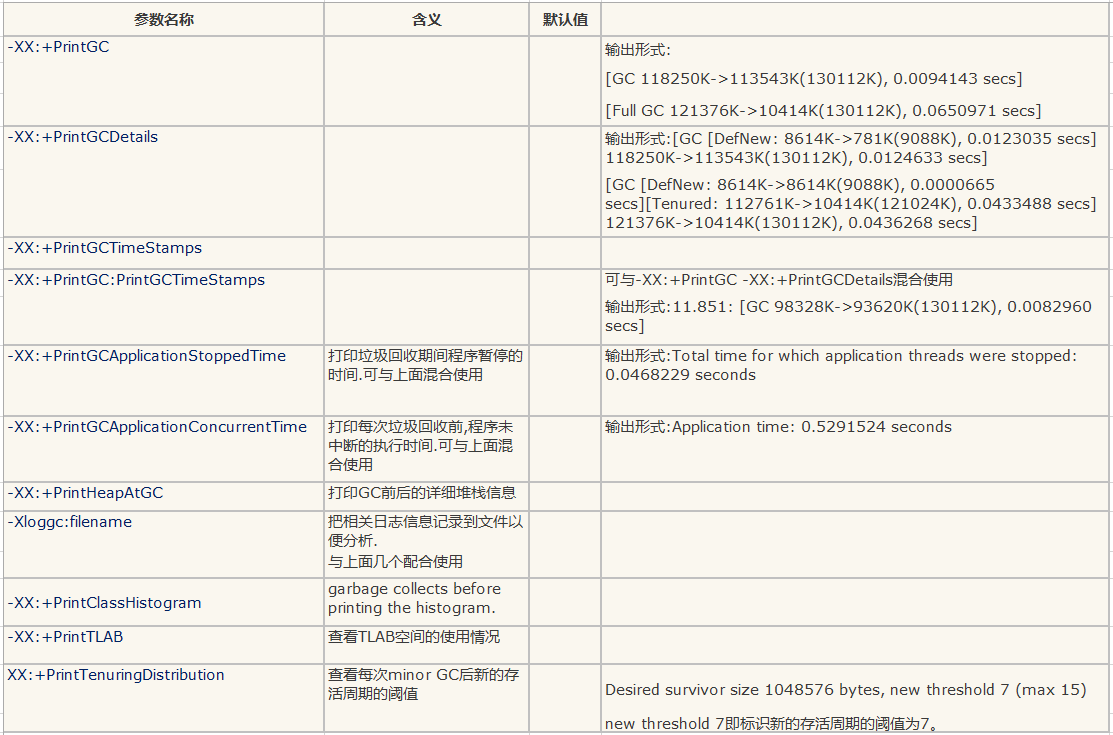 参数名称 含义 默认值
-XX:+PrintGC
输出形式:
[GC 118250K->113543K(130112K), 0.0094143 secs]
[Full GC 121376K->10414K(130112K), 0.0650971 secs]
-XX:+PrintGCDetails
输出形式:[GC [DefNew: 8614K->781K(9088K), 0.0123035 secs]
118250K->113543K(130112K), 0.0124633 secs]
[GC [DefNew: 8614K->8614K(9088K), 0.0000665
secs][Tenured: 112761K->10414K(121024K), 0.0433488 secs]
121376K->10414K(130112K), 0.0436268 secs]
-XX:+PrintGCTimeStamps
-XX:+PrintGC:PrintGCTimeStamps
可与-XX:+PrintGC -XX:+PrintGCDetails混合使用
输出形式:11.851: [GC 98328K->93620K(130112K), 0.0082960
secs]
-XX:+PrintGCApplicationStoppedTime
打印垃圾回收期间程序暂停的
时间.可与上面混合使用
输出形式:Total time for which application threads were stopped:
0.0468229 seconds
-XX:+PrintGCApplicationConcurrentTime
打印每次垃圾回收前,程序未
中断的执行时间.可与上面混
合使用
输出形式:Application time: 0.5291524 seconds
-XX:+PrintHeapAtGC
打印GC前后的详细堆栈信息
-Xloggc:filename
把相关日志信息记录到文件以
便分析.
与上面几个配合使用
-XX:+PrintClassHistogram
garbage collects before
printing the histogram.
-XX:+PrintTLAB
查看TLAB空间的使用情况
XX:+PrintTenuringDistribution
查看每次minor GC后新的存
活周期的阈值
Desired survivor size 1048576 bytes, new threshold 7 (max 15)
new threshold 7即标识新的存活周期的阈值为7。